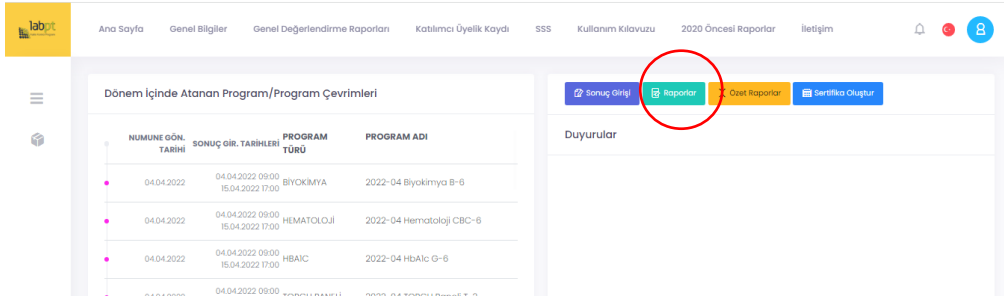 labpt
Ana Sayfa Genel Bilgiler Genel Değerlendirme Raporları Katılımcı Üyelik Kaydı SSS Kullanım Kılavuzu 2020 Öncesi Raporlar İletişim
Dönem İçinde Atanan Program/Program Çevrimleri
Sonuç Girişi Raporlar Özet Raporlar Sertifika Oluştur
Duyurular
NUMUNE GÖN. TARİHİ SONUÇ GİR. TARİHLERİ PROGRAM TÜRÜ PROGRAM ADI
04.04.2022 04.04.2022 09:00 15.04.2022 17:00 BİYOKİMYA 2022-04 Biyokimya B-6
04.04.2022 04.04.2022 09:00 15.04.2022 17:00 HEMATOLOJİ 2022-04 Hematoloji CBC-6
04.04.2022 04.04.2022 09:00 15.04.2022 17:00 HBA1C 2022-04 HbA1c G-6
04.04.2022 09:00